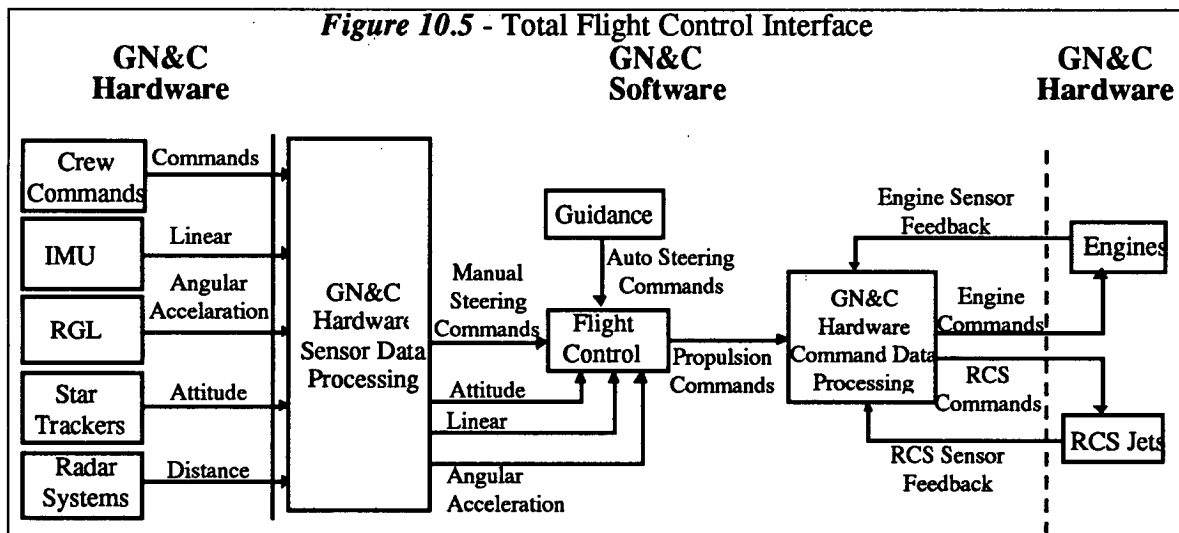 Figure 10.5 - Total Flight Control Interface
GN&C
Hardware
GN&C
Software
GN&C
Hardware
Crew
Commands
Commands
IMU
Linear
Angular
Accelaration
RGL
Star
Trackers
Attitude
Radar
Systems
Distance
GN&C
Hardware
Sensor Data
Processing
Manual
Steering
Commands
Attitude
Linear
Angular
Acceleration
Guidance
Auto Steering
Commands
Flight
Control
Propulsion
Commands
GN&C
Hardware
Command Data
Processing
Engine Sensor
Feedback
Engines
Engine
Commands
RCS
Commands
RCS Jets
RCS Sensor
Feedback